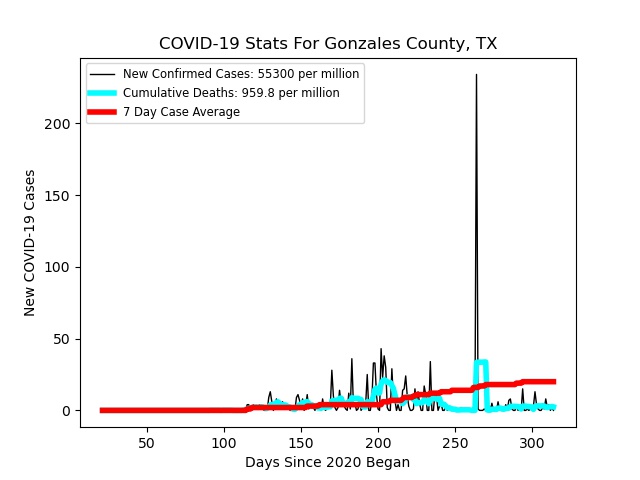 COVID-19 Stats For Gonzales County, TX
New Confirmed Cases: 55300 per million
Cumulative Deaths: 959.8 per million
7 Day Case Average
New COVID-19 Cases
200
150
100
50
0
50 100 150 200 250 300
Days Since 2020 Began